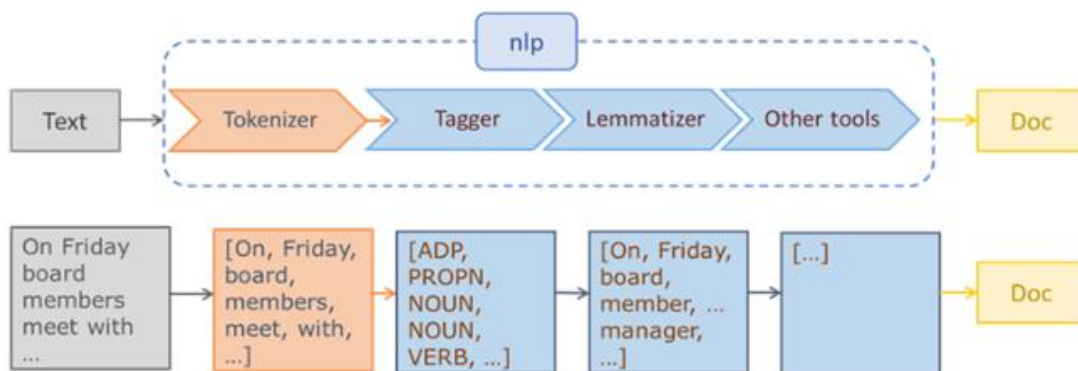 nlp
Text
Tokenizer
Tagger
Lemmatizer
Other tools
Doc
On Friday
board
members
meet with
...
[On, Friday,
board,
members,
meet, with,
...]
[ADP,
PROPN,
NOUN,
NOUN,
VERB, ...]
[On, Friday,
board,
member, ...
manager,
...]
[...]
Doc